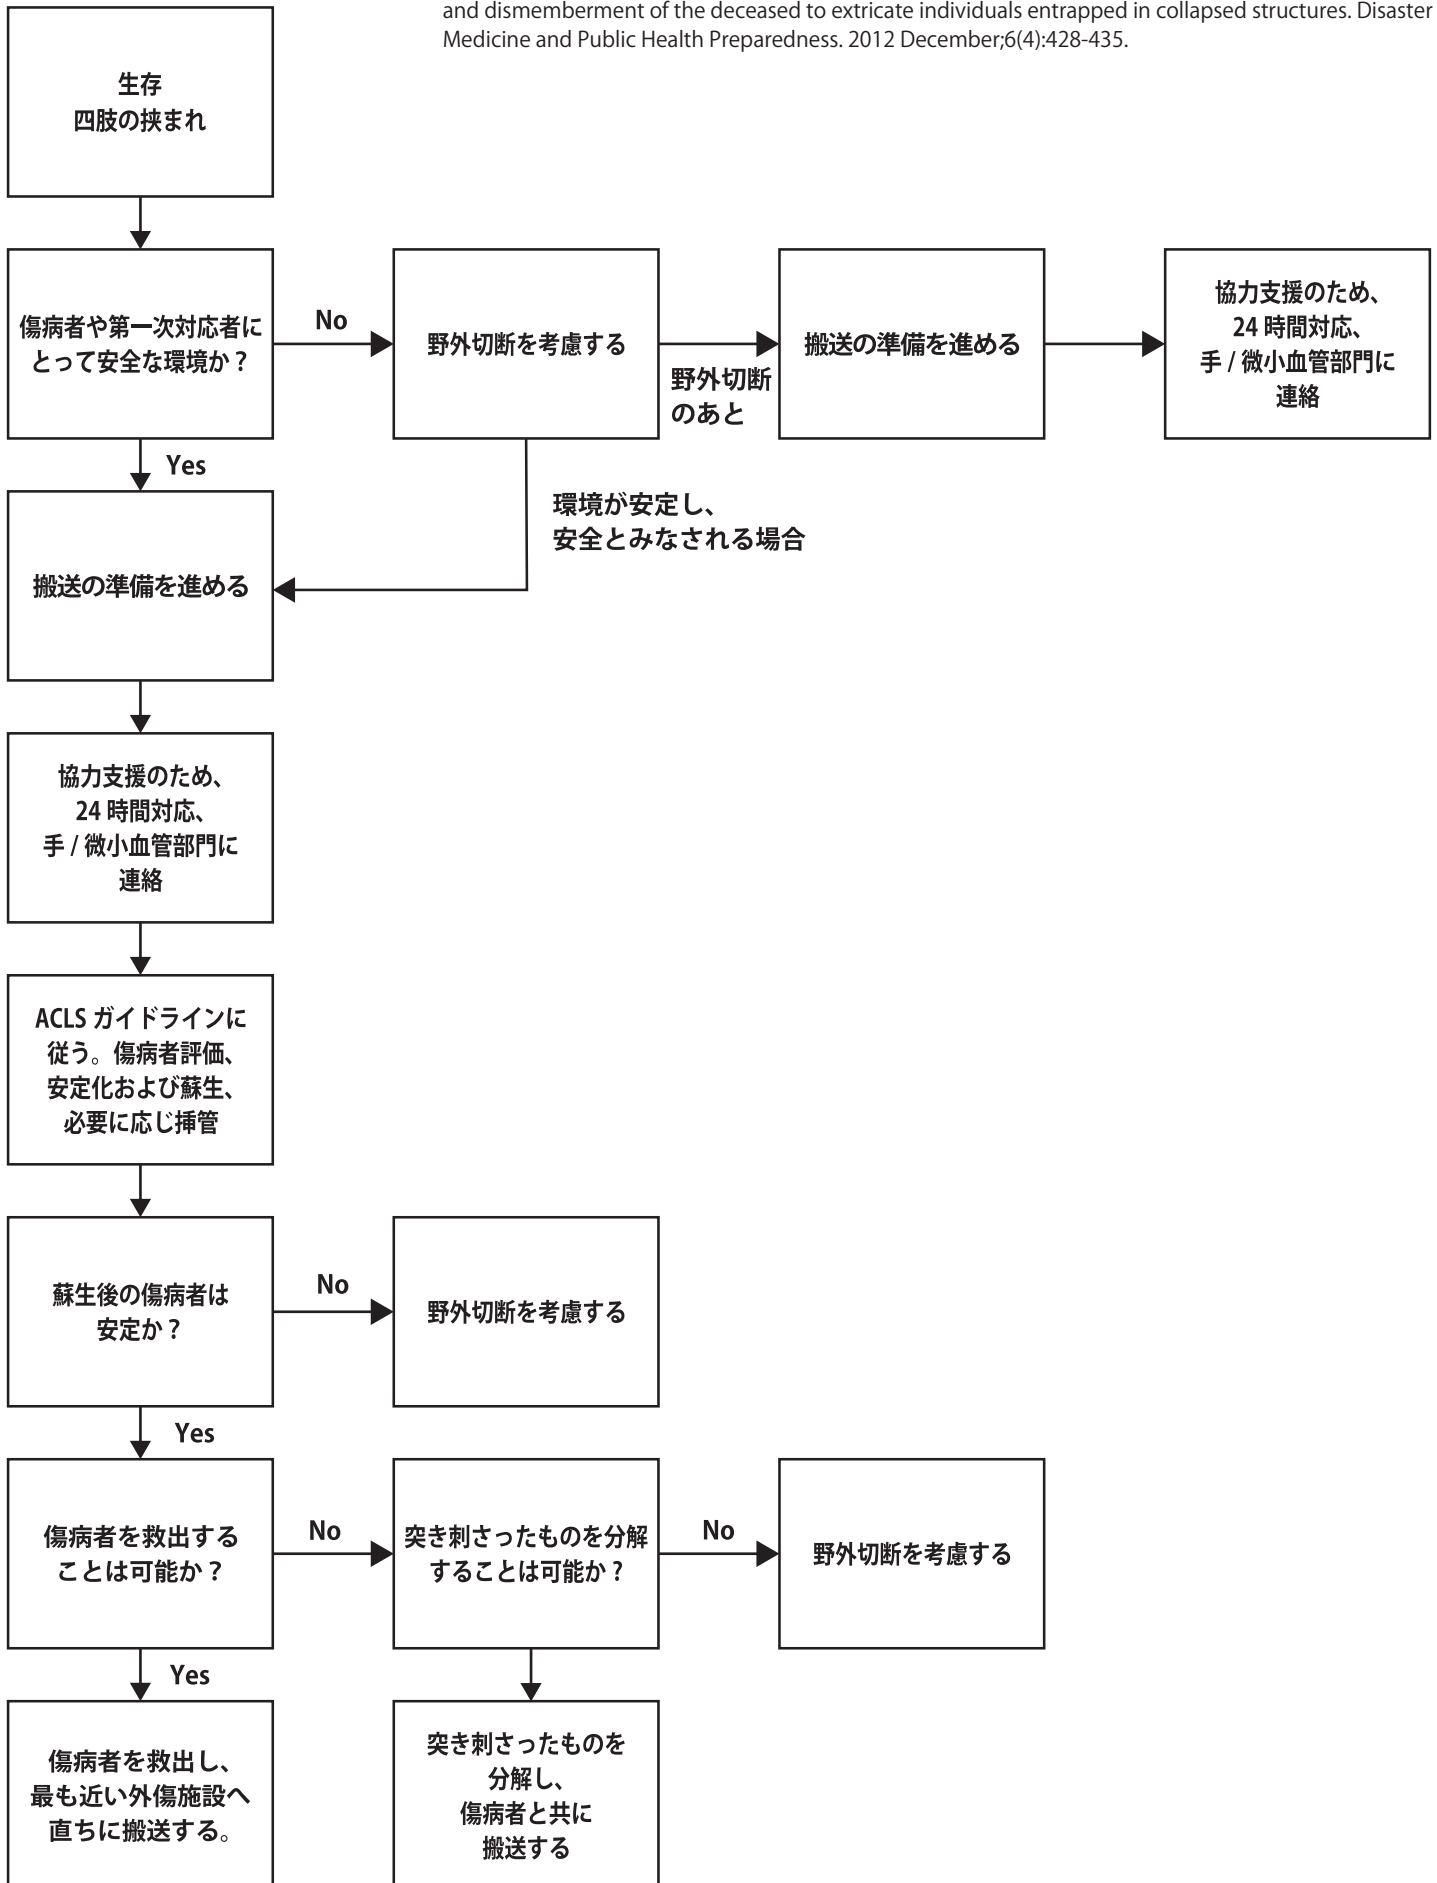 and dismemberment of the deceased to extricate individuals entrapped in collapsed structures. Disaster
Medicine and Public Health Preparedness. 2012 December;6(4):428-435.
生存
四肢の挟まれ
傷病者や第一次対応者に
とって安全な環境か？
No
野外切断を考慮する
野外切断
のあと
搬送の準備を進める
協力支援のため、
24 時間対応、
手 / 微小血管部門に
連絡
Yes
環境が安定し、
安全とみなされる場合
搬送の準備を進める
協力支援のため、
24 時間対応、
手 / 微小血管部門に
連絡
ACLS ガイドラインに
従う。傷病者評価、
安定化および蘇生、
必要に応じ挿管
蘇生後の傷病者は
安定か？
No
野外切断を考慮する
Yes
傷病者を救出する
ことは可能か？
No
突き刺さったものを分解
することは可能か？
No
野外切断を考慮する
Yes
傷病者を救出し、
最も近い外傷施設へ
直ちに搬送する。
突き刺さったものを
分解し、
傷病者と共に
搬送する